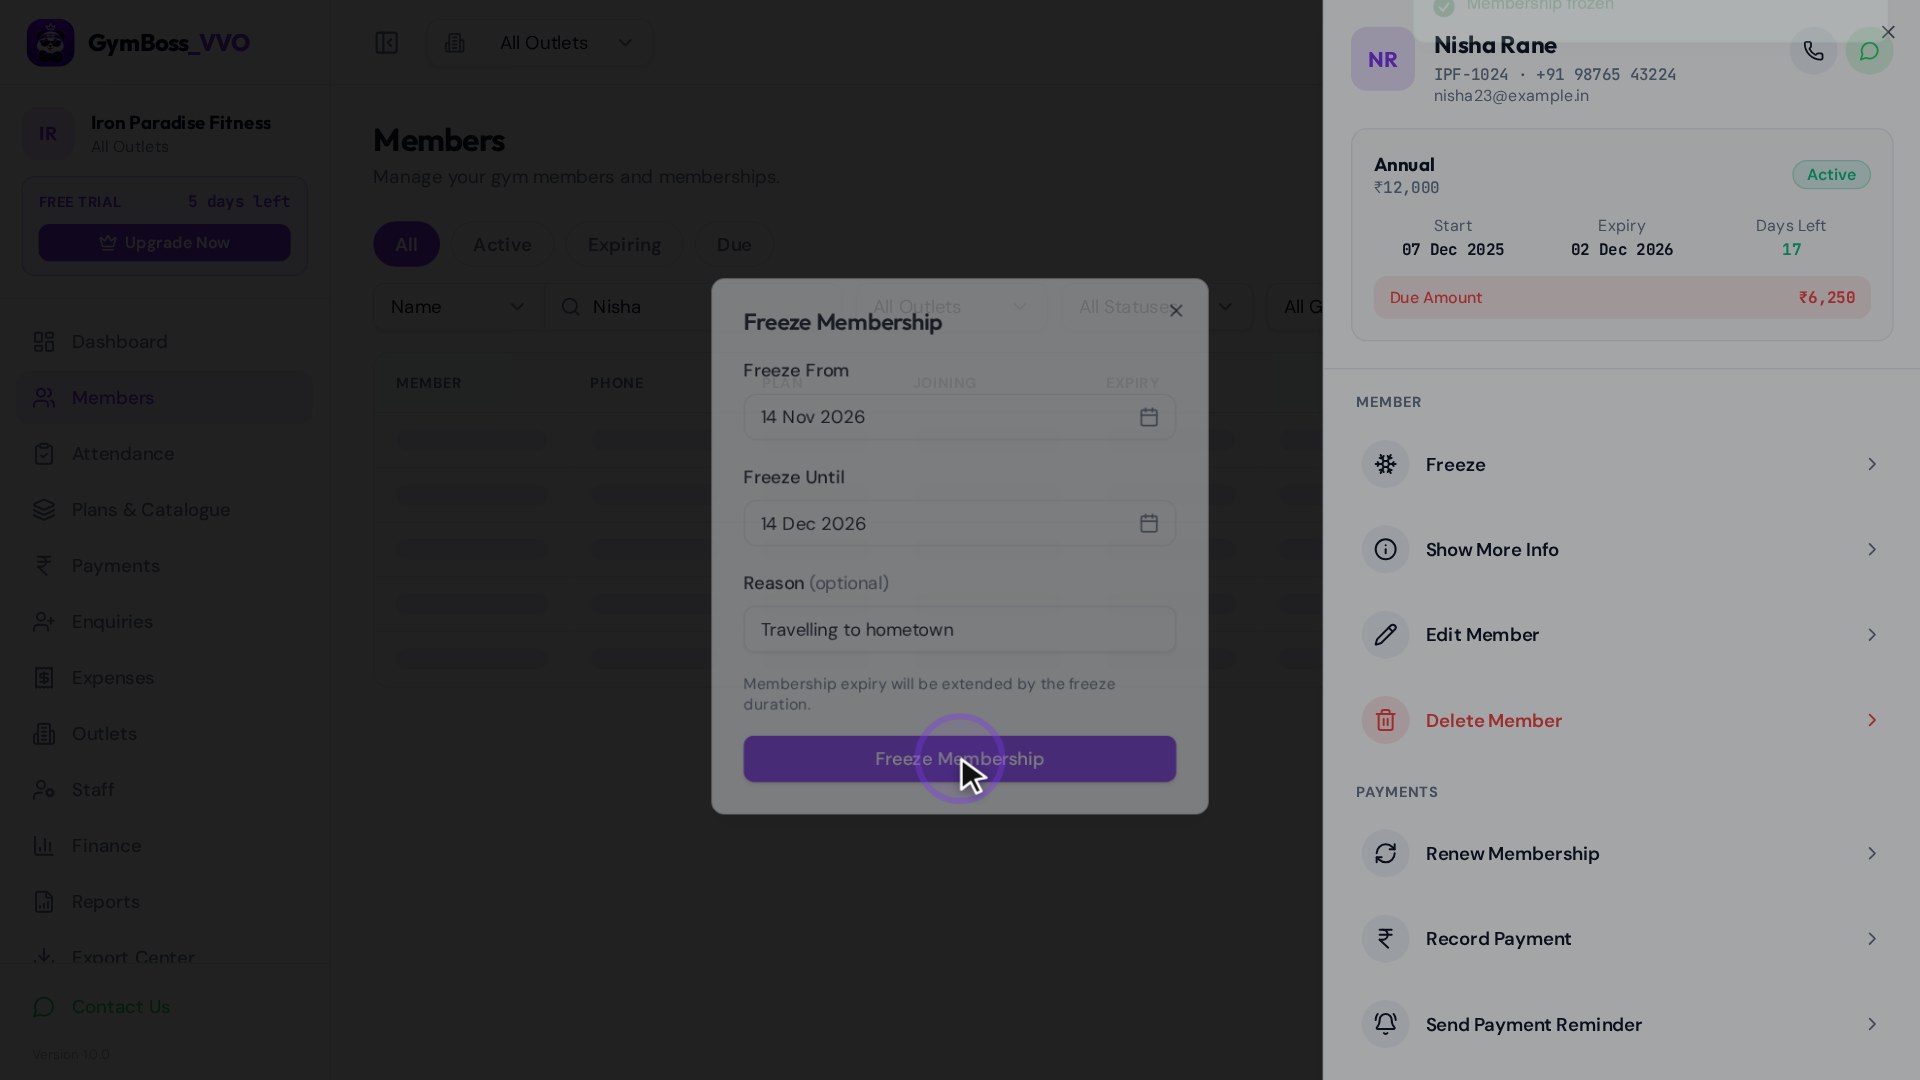 GymBoss_VVO
Iron Paradise Fitness
IR
All Outlets
FREE TRIAL
5 days left
Upgrade Now
Dashboard
Members
Attendance
Plans & Catalogue
Payments
Enquiries
Expenses
Outlets
Staff
Finance
Reports
Export Center
Contact Us
Version 1.0.0
All Outlets
Members
Manage your gym members and memberships.
All
Active
Expiring
Due
Name
Nisha
All Outlets
All Statuses
All G
MEMBER
PHONE
PLAN
JOINING
EXPIRY
Freeze Membership
Freeze From
14 Nov 2026
Freeze Until
14 Dec 2026
Reason (optional)
Travelling to hometown
Membership expiry will be extended by the freeze
duration.
Freeze Membership
Membership frozen
NR
Nisha Rane
IPF-1024 · +91 98765 43224
nisha23@example.in
Annual
₹12,000
Active
Start
Expiry
Days Left
07 Dec 2025
02 Dec 2026
17
Due Amount
₹6,250
MEMBER
Freeze
Show More Info
Edit Member
Delete Member
PAYMENTS
Renew Membership
Record Payment
Send Payment Reminder